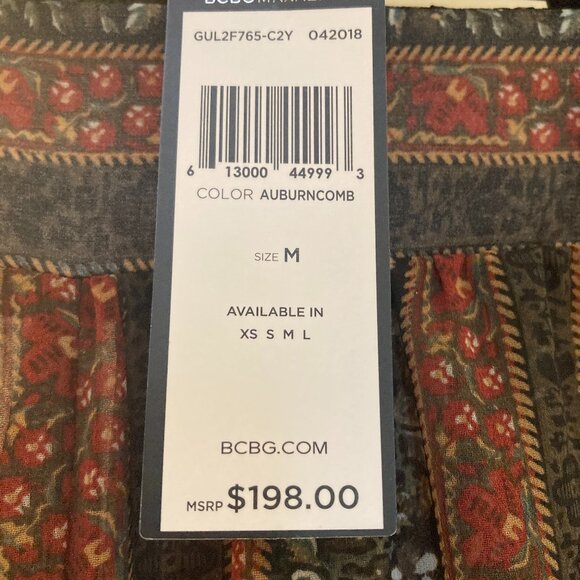 GUL2F765-C2Y 042018
6 13000 44999 3
COLOR AUBURNCOMB
SIZE M
AVAILABLE IN
XS S M L
BCBG.COM
MSRP $198.00